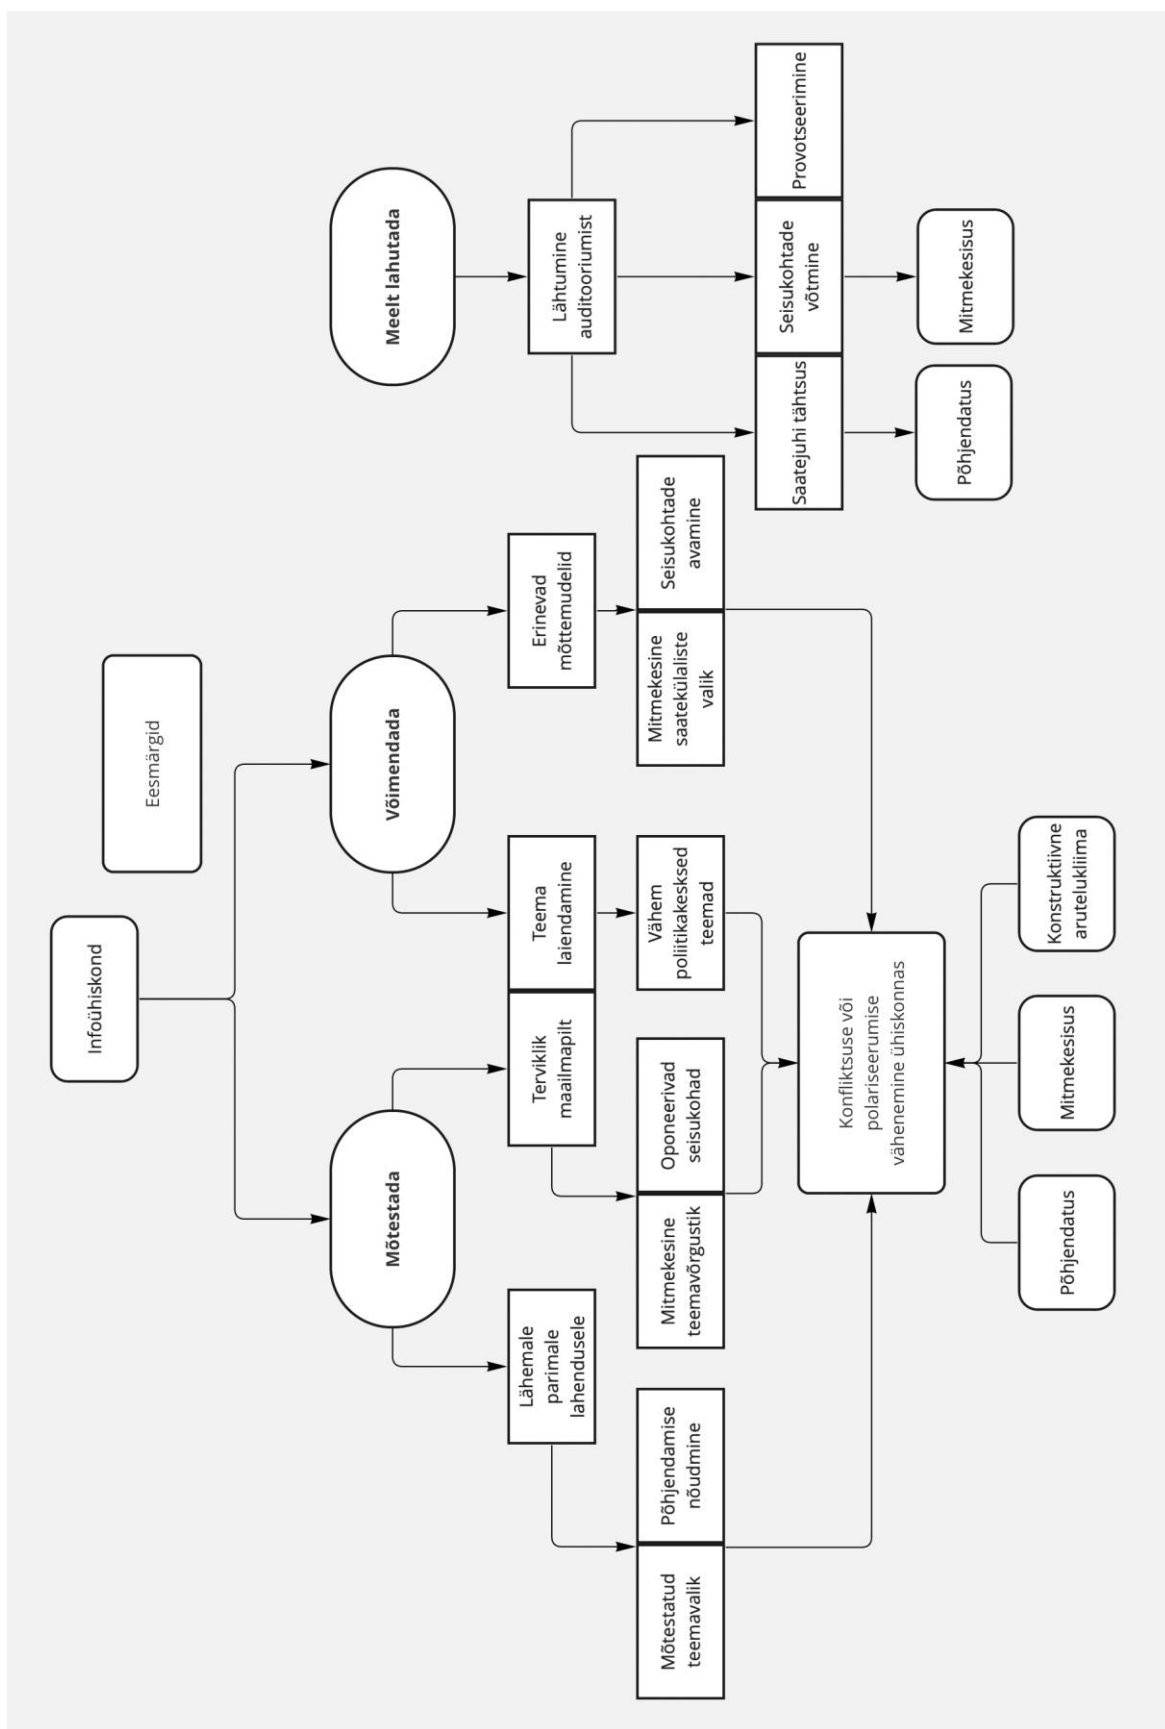 Infoühiskond
Eesmärgid
Mõtestada
Võimendada
Meelt lahutada
Lähemale
parimale
lahendusele
Terviklik
maailmapilt
Teema
laiendamine
Erinevad
mõttemudelid
Lähtumine
auditooriumist
Mõtestatud
teemavalik
Põhjendamise
nõudmine
Mitmekesine
teemavõrgustik
Oponeerivad
seisukohad
Vähem
poliitikakesksed
teemad
Mitmekesine
saatekülaliste
valik
Seisukohtade
avamine
Saatejuhi tähtsus
Seisukohtade
võtmine
Provotseerimine
Konfliktsuse või
polariseerumise
vähenemine ühiskonnas
Põhjendatus
Mitmekesisus
Põhjendatus
Mitmekesisus
Konstruktiivne
arutelukliima